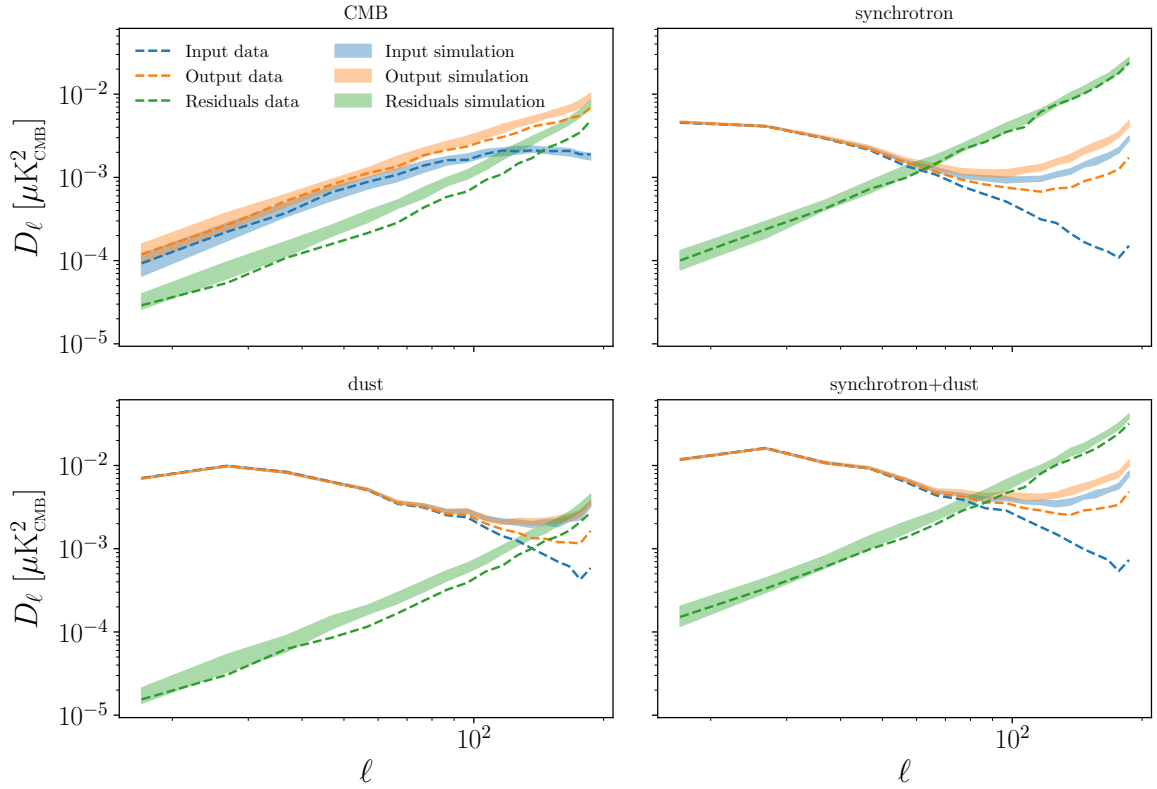 CMB
synchrotron
Input data
Output data
Residuals data
Input simulation
Output simulation
Residuals simulation
10⁻²
10⁻³
10⁻⁴
10⁻⁵
D_ℓ [μK²_CMB]
dust
synchrotron+dust
10⁻²
10⁻³
10⁻⁴
10⁻⁵
D_ℓ [μK²_CMB]
10²
10²
ℓ
ℓ